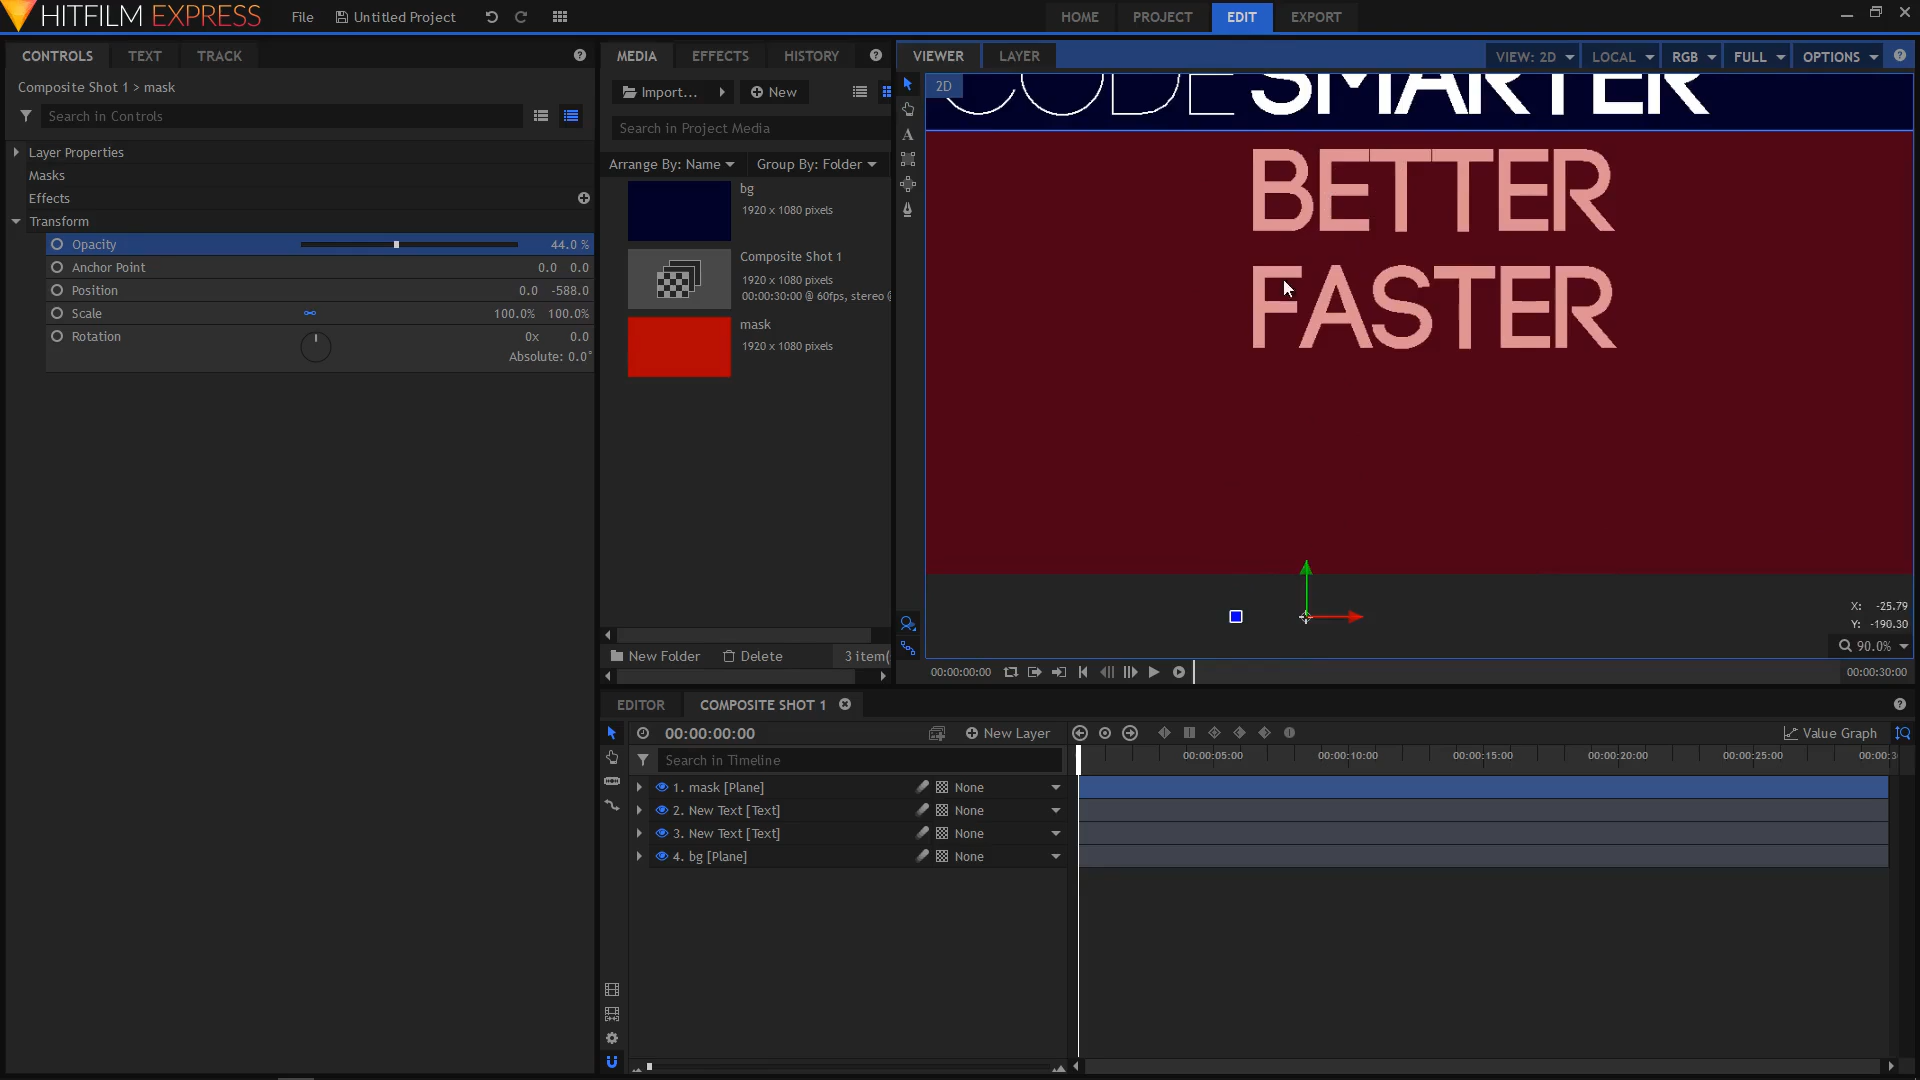 HITFILM EXPRESS File Untitled Project HOME PROJECT EDIT EXPORT
CONTROLS TEXT TRACK
Composite Shot 1 > mask
Search in Controls
Layer Properties
Masks
Effects
Transform
Opacity 44.0 %
Anchor Point 0.0 0.0
Position 0.0 -588.0
Scale 100.0% 100.0%
Rotation 0x 0.0
Absolute: 0.0°
MEDIA EFFECTS HISTORY
Import... New
Search in Project Media
Arrange By: Name Group By: Folder
bg
1920 x 1080 pixels
Composite Shot 1
1920 x 1080 pixels
00:00:30:00 @ 60fps, stereo @
mask
1920 x 1080 pixels
New Folder Delete 3 item(
VIEWER LAYER VIEW: 2D LOCAL RGB FULL OPTIONS
2D
CODE SMARTER
BETTER
FASTER
X: -25.79
Y: -190.30
90.0%
00:00:00:00 00:00:30:00
EDITOR COMPOSITE SHOT 1
00:00:00:00 New Layer Value Graph
Search in Timeline 00:00:05:00 00:00:10:00 00:00:15:00 00:00:20:00 00:00:25:00 00:00:3
1. mask [Plane] None
2. New Text [Text] None
3. New Text [Text] None
4. bg [Plane] None